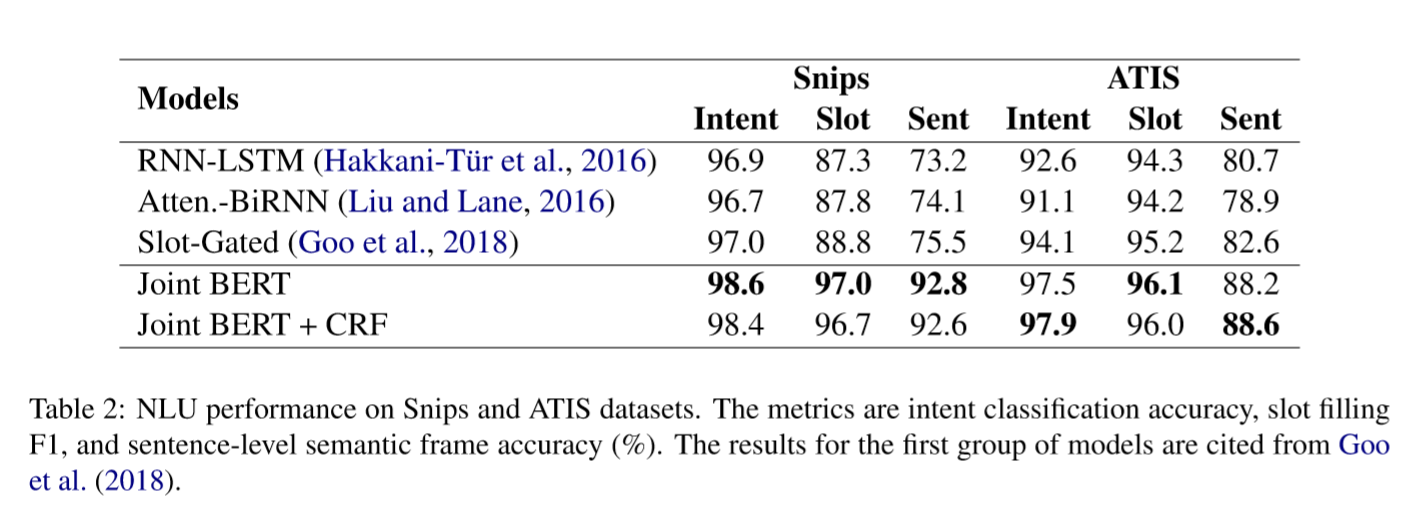 Models Snips ATIS
Intent Slot Sent Intent Slot Sent
RNN-LSTM (Hakkani-Tür et al., 2016) 96.9 87.3 73.2 92.6 94.3 80.7
Atten.-BiRNN (Liu and Lane, 2016) 96.7 87.8 74.1 91.1 94.2 78.9
Slot-Gated (Goo et al., 2018) 97.0 88.8 75.5 94.1 95.2 82.6
Joint BERT 98.6 97.0 92.8 97.5 96.1 88.2
Joint BERT + CRF 98.4 96.7 92.6 97.9 96.0 88.6
Table 2: NLU performance on Snips and ATIS datasets. The metrics are intent classification accuracy, slot filling
F1, and sentence-level semantic frame accuracy (%). The results for the first group of models are cited from Goo
et al. (2018).